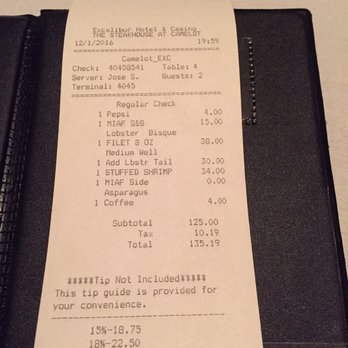 Excalibur Hotel & Casino
THE STEAKHOUSE AT CAMELOT
12/1/2016 19:59
Camelot_EXC
Check: 40458541 Table: 4
Server: Jose S. Guests: 2
Terminal: 4045
Regular Check
1 Pepsi 4.00
1 MIAF S&S 15.00
Lobster Bisque
1 FILET 8 OZ 38.00
Medium Well
1 Add Lbstr Tail 30.00
1 STUFFED SHRIMP 34.00
1 MIAF Side 0.00
Asparagus
1 Coffee 4.00
Subtotal 125.00
Tax 10.19
Total 135.19
*****Tip Not Included*****
This tip guide is provided for
your convenience.
15%-18.75
18%-22.50